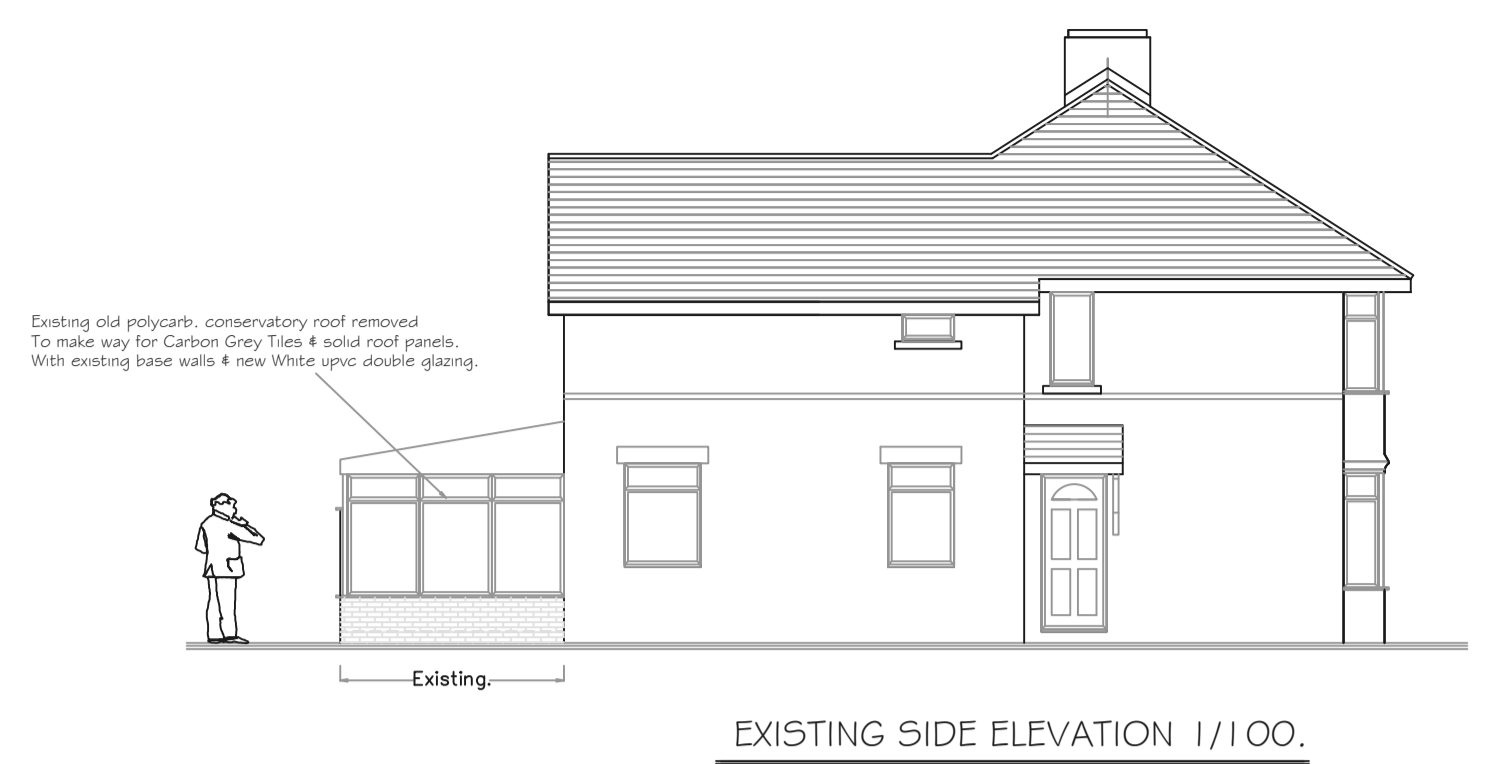 Existing old polycarb. conservatory roof removed
To make way for Carbon Grey Tiles & solid roof panels.
With existing base walls & new White upvc double glazing.
Existing.
EXISTING SIDE ELEVATION 1/100.